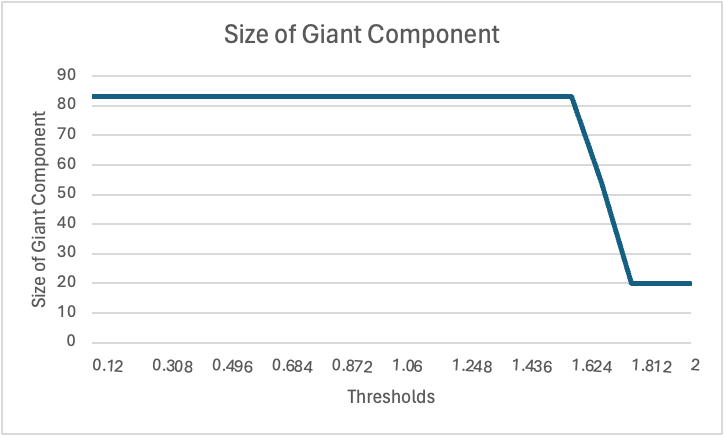 Size of Giant Component
Size of Giant Component
90
80
70
60
50
40
30
20
10
0
0.12 0.308 0.496 0.684 0.872 1.06 1.248 1.436 1.624 1.812 2
Thresholds